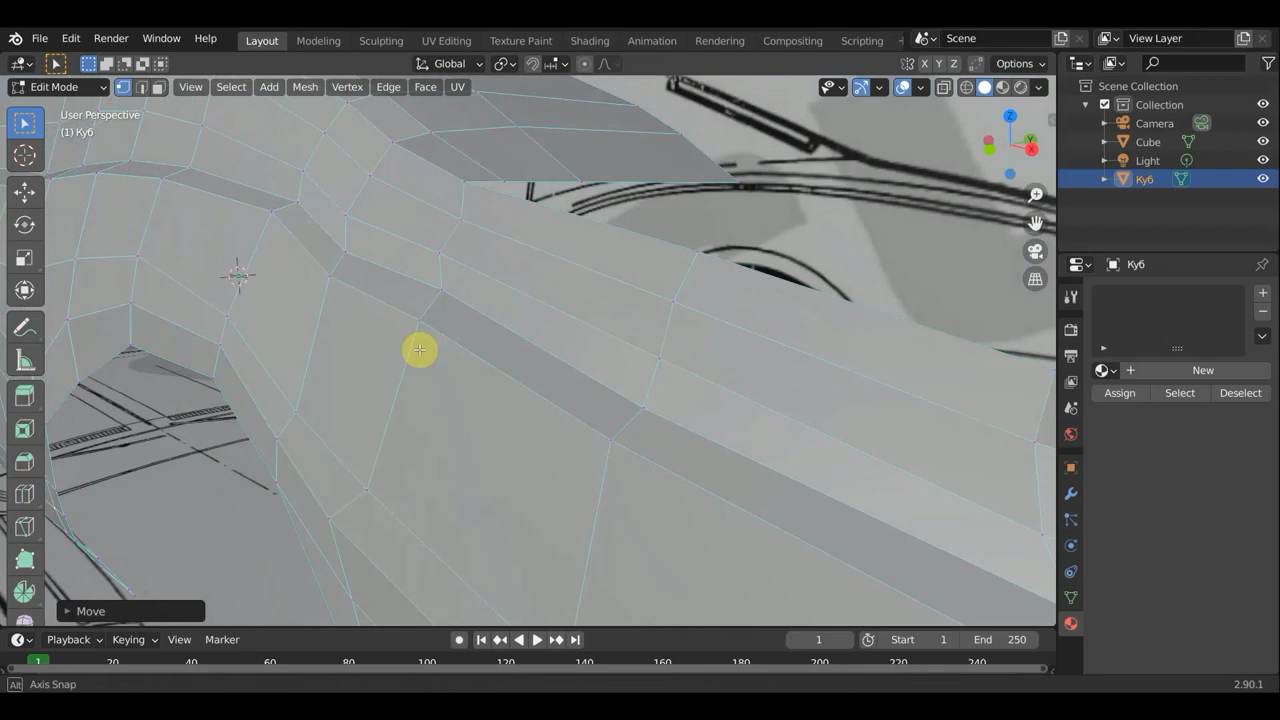 File Edit Render Window Help
Layout Modeling Sculpting UV Editing Texture Paint Shading Animation Rendering Compositing Scripting
Scene
View Layer
Global
Options
Edit Mode View Select Add Mesh Vertex Edge Face UV
X Y Z
User Perspective
(1) Куб
Z
Y
X
Scene Collection
Collection
Camera
Cube
Light
Куб
Куб
New
Assign Select Deselect
Move
Playback Keying View Marker
1
Start 1
End 250
1 20 40 60 80 100 120 140 160 180 200 220 240
Alt Axis Snap
2.90.1